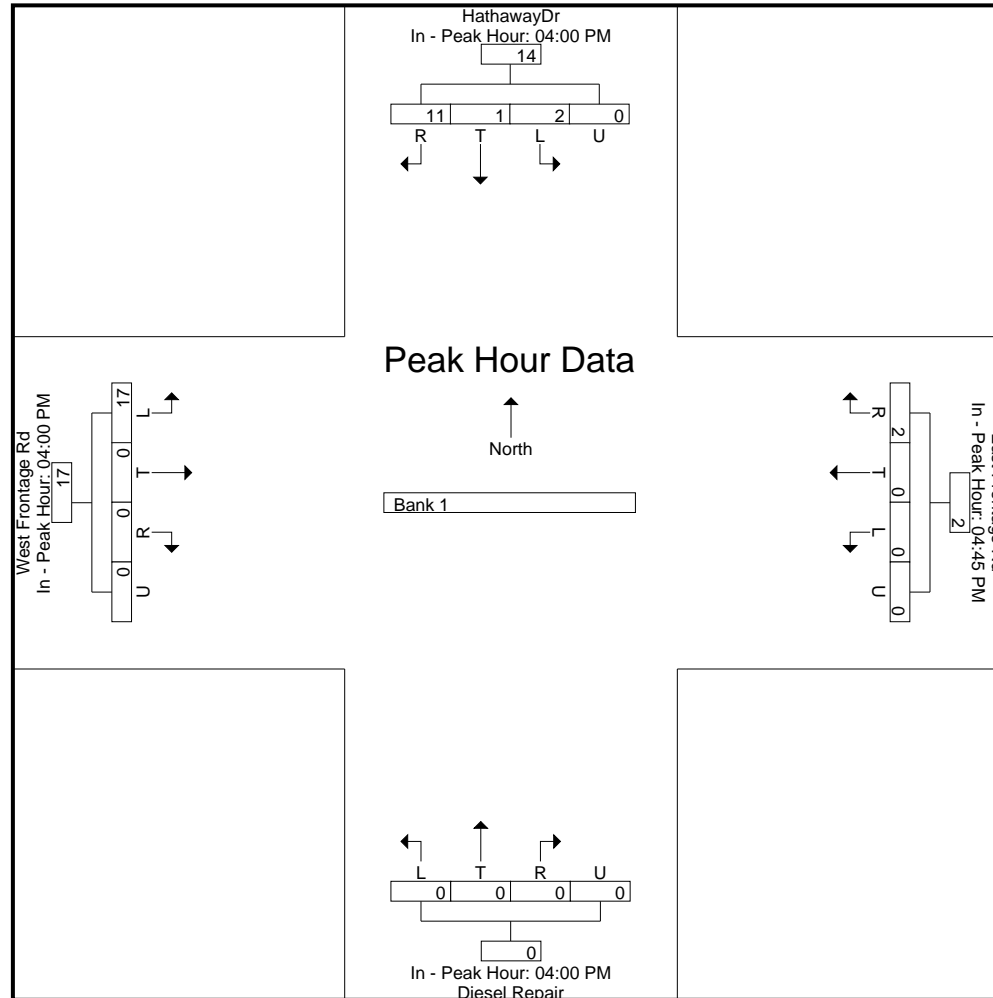 HathawayDr
In - Peak Hour: 04:00 PM
14
11 1 2 0
R T L U
Peak Hour Data
North
Bank 1
West Frontage Rd
In - Peak Hour: 04:00 PM
17
17 0 0 0
L T R U
In - Peak Hour: 04:45 PM
2
2 0 0 0
R T L U
L T R U
0 0 0 0
0
In - Peak Hour: 04:00 PM
Diesel Repair